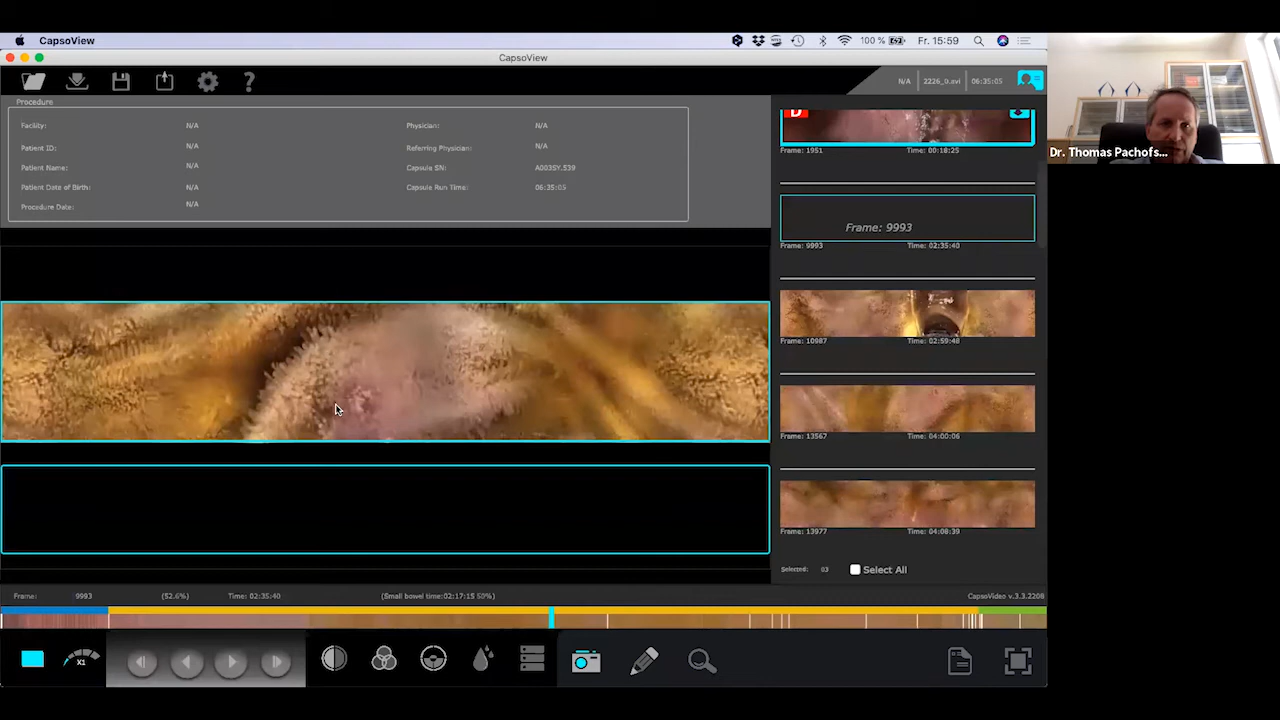 CapsoView
100 %
Fr. 15:59
CapsoView
N/A
2226_0.avi
06:35:05
Procedure
Facility: N/A
Physician: N/A
Patient ID: N/A
Referring Physician: N/A
Patient Name: N/A
Capsule SN: A003SY.539
Patient Date of Birth: N/A
Capsule Run Time: 06:35:05
Procedure Date: N/A
D
Frame: 1951 Time: 00:18:25
Frame: 9993
Frame: 9993 Time: 02:35:40
Frame: 10987 Time: 02:59:46
Frame: 13567 Time: 04:00:06
Frame: 13977 Time: 04:08:39
Selected: 03
Select All
Dr. Thomas Pachofs...
Frame: 9993 (52.6%) Time: 02:35:40 (Small bowel time:02:17:15 50%) CapsoVideo v.3.3.2208
X1